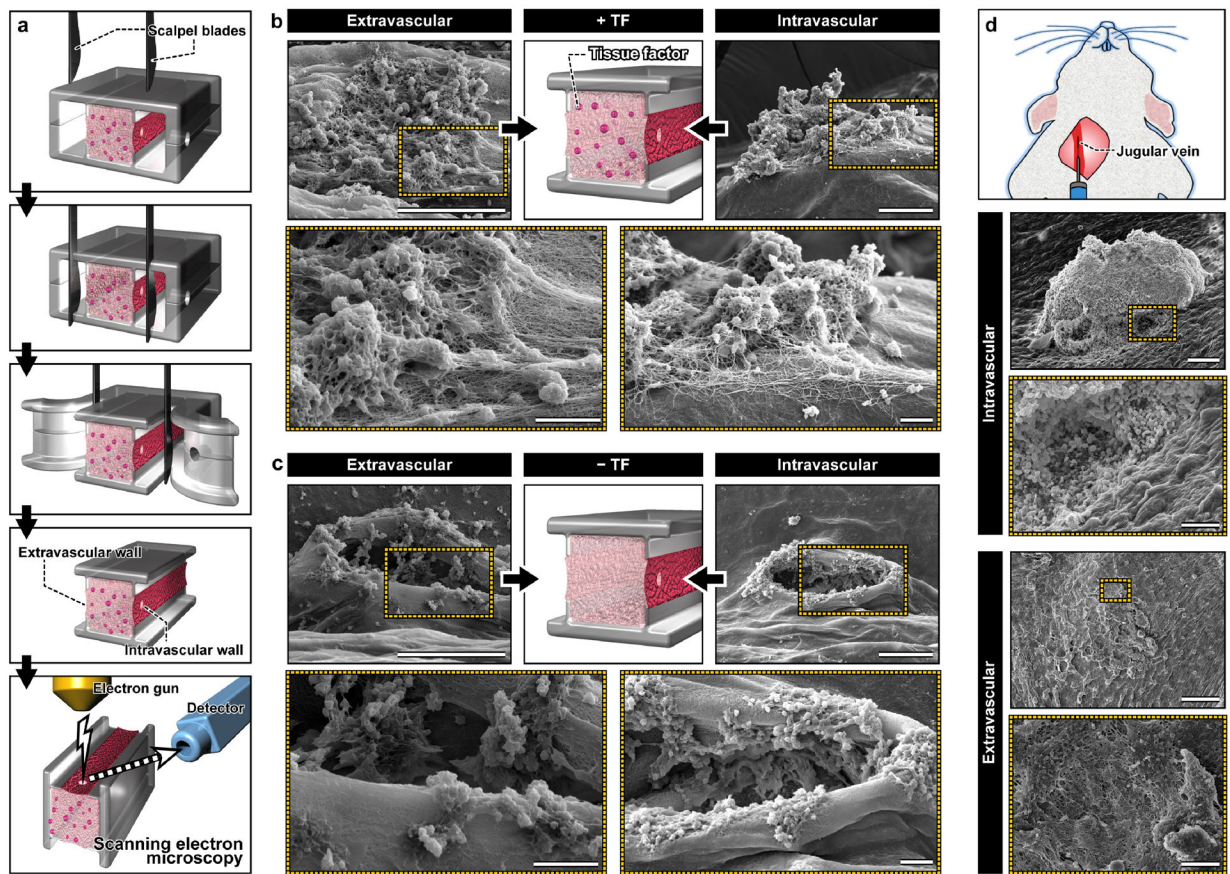 a
Scalpel blades
Extravascular wall
Intravascular wall
Electron gun
Detector
Scanning electron
microscopy
b
Extravascular
+ TF
Intravascular
Tissue factor
c
Extravascular
− TF
Intravascular
d
Jugular vein
Intravascular
Extravascular